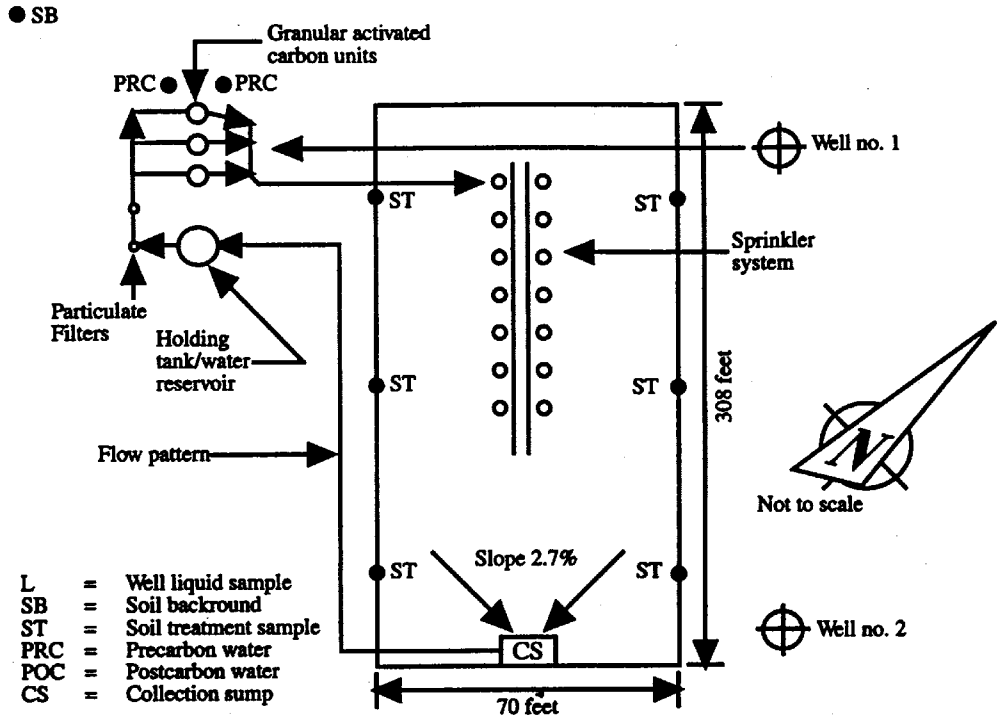 SB
Granular activated
carbon units
PRC
PRC
Well no. 1
ST
ST
Sprinkler
system
Particulate
Filters
Holding
tank/water
reservoir
ST
ST
308 feet
N
Flow pattern
Not to scale
Slope 2.7%
ST
ST
L = Well liquid sample
SB = Soil backround
ST = Soil treatment sample
PRC = Precarbon water
POC = Postcarbon water
CS = Collection sump
CS
Well no. 2
70 feet